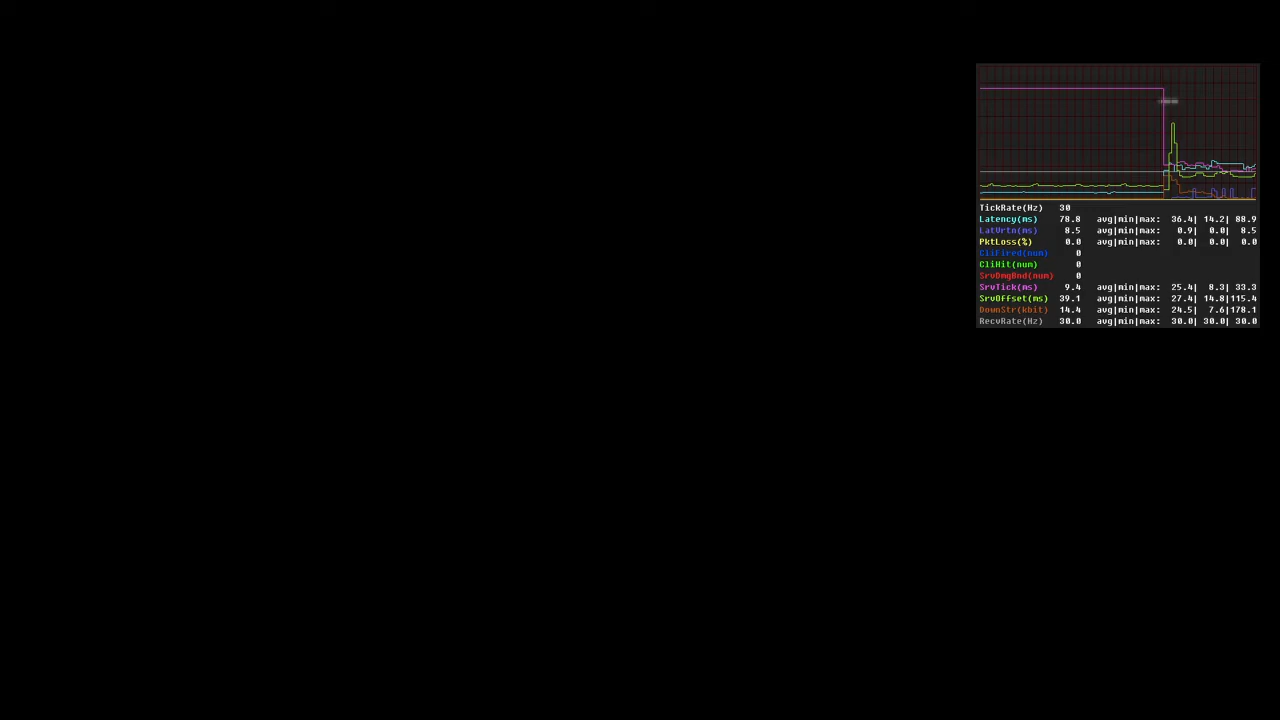 TickRate(Hz) 30
Latency(ms) 78.8 avg|min|max: 36.4| 14.2| 88.9
LatVrtn(ms) 8.5 avg|min|max: 0.9| 0.0| 8.5
PktLoss(%) 0.0 avg|min|max: 0.0| 0.0| 0.0
CliFired(num) 0
CliHit(num) 0
SrvDmgBnd(num) 0
SrvTick(ms) 9.4 avg|min|max: 25.4| 8.3| 33.3
SrvOffset(ms) 39.1 avg|min|max: 27.4| 14.8|115.4
DownStr(kbit) 14.4 avg|min|max: 24.5| 7.6|178.1
RecvRate(Hz) 30.0 avg|min|max: 30.0| 30.0| 30.0